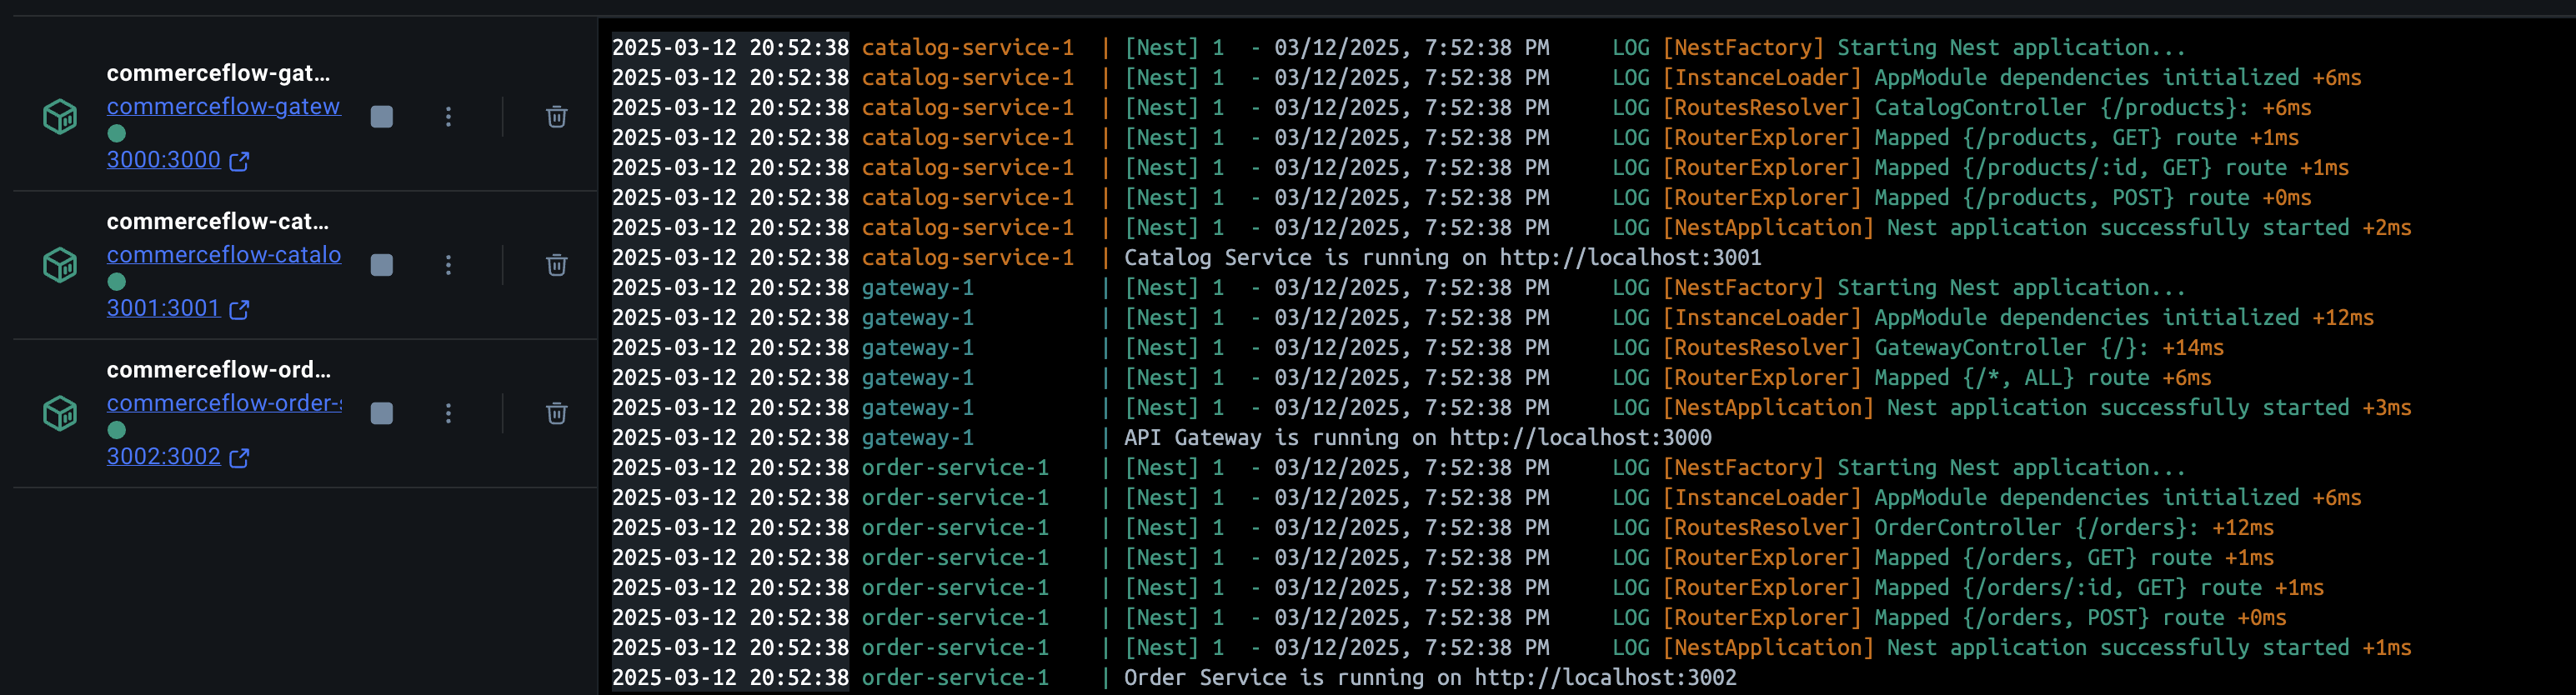 commerceflow-gat...
commerceflow-gatew
3000:3000
commerceflow-cat...
commerceflow-catalo
3001:3001
commerceflow-ord...
commerceflow-order-
3002:3002
2025-03-12 20:52:38 catalog-service-1  | [Nest] 1  - 03/12/2025, 7:52:38 PM     LOG [NestFactory] Starting Nest application...
2025-03-12 20:52:38 catalog-service-1  | [Nest] 1  - 03/12/2025, 7:52:38 PM     LOG [InstanceLoader] AppModule dependencies initialized +6ms
2025-03-12 20:52:38 catalog-service-1  | [Nest] 1  - 03/12/2025, 7:52:38 PM     LOG [RoutesResolver] CatalogController {/products}: +6ms
2025-03-12 20:52:38 catalog-service-1  | [Nest] 1  - 03/12/2025, 7:52:38 PM     LOG [RouterExplorer] Mapped {/products, GET} route +1ms
2025-03-12 20:52:38 catalog-service-1  | [Nest] 1  - 03/12/2025, 7:52:38 PM     LOG [RouterExplorer] Mapped {/products/:id, GET} route +1ms
2025-03-12 20:52:38 catalog-service-1  | [Nest] 1  - 03/12/2025, 7:52:38 PM     LOG [RouterExplorer] Mapped {/products, POST} route +0ms
2025-03-12 20:52:38 catalog-service-1  | [Nest] 1  - 03/12/2025, 7:52:38 PM     LOG [NestApplication] Nest application successfully started +2ms
2025-03-12 20:52:38 catalog-service-1  | Catalog Service is running on http://localhost:3001
2025-03-12 20:52:38 gateway-1          | [Nest] 1  - 03/12/2025, 7:52:38 PM     LOG [NestFactory] Starting Nest application...
2025-03-12 20:52:38 gateway-1          | [Nest] 1  - 03/12/2025, 7:52:38 PM     LOG [InstanceLoader] AppModule dependencies initialized +12ms
2025-03-12 20:52:38 gateway-1          | [Nest] 1  - 03/12/2025, 7:52:38 PM     LOG [RoutesResolver] GatewayController {/}: +14ms
2025-03-12 20:52:38 gateway-1          | [Nest] 1  - 03/12/2025, 7:52:38 PM     LOG [RouterExplorer] Mapped {/*, ALL} route +6ms
2025-03-12 20:52:38 gateway-1          | [Nest] 1  - 03/12/2025, 7:52:38 PM     LOG [NestApplication] Nest application successfully started +3ms
2025-03-12 20:52:38 gateway-1          | API Gateway is running on http://localhost:3000
2025-03-12 20:52:38 order-service-1    | [Nest] 1  - 03/12/2025, 7:52:38 PM     LOG [NestFactory] Starting Nest application...
2025-03-12 20:52:38 order-service-1    | [Nest] 1  - 03/12/2025, 7:52:38 PM     LOG [InstanceLoader] AppModule dependencies initialized +6ms
2025-03-12 20:52:38 order-service-1    | [Nest] 1  - 03/12/2025, 7:52:38 PM     LOG [RoutesResolver] OrderController {/orders}: +12ms
2025-03-12 20:52:38 order-service-1    | [Nest] 1  - 03/12/2025, 7:52:38 PM     LOG [RouterExplorer] Mapped {/orders, GET} route +1ms
2025-03-12 20:52:38 order-service-1    | [Nest] 1  - 03/12/2025, 7:52:38 PM     LOG [RouterExplorer] Mapped {/orders/:id, GET} route +1ms
2025-03-12 20:52:38 order-service-1    | [Nest] 1  - 03/12/2025, 7:52:38 PM     LOG [RouterExplorer] Mapped {/orders, POST} route +0ms
2025-03-12 20:52:38 order-service-1    | [Nest] 1  - 03/12/2025, 7:52:38 PM     LOG [NestApplication] Nest application successfully started +1ms
2025-03-12 20:52:38 order-service-1    | Order Service is running on http://localhost:3002